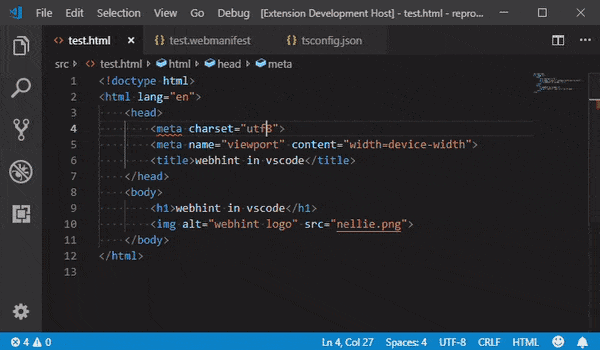 File Edit Selection Debug [Extension Development Host] - test.html - repro...
test.html test.webmanifest tsconfig.json
src > test.html > html > head > meta
1 <!doctype html>
2 <html lang="en">
3 <head>
4 <meta charset="utf8">
5 <meta name="viewport" content="width=device-width">
6 <title>webhint in vscode</title>
7 </head>
8 <body>
9 <h1>webhint in vscode</h1>
10 <img alt="webhint logo" src="nellie.png">
11 </body>
12 </html>
13
4 0 Ln 4, Col 27 Spaces: 4 UTF-8 CRLF HTML